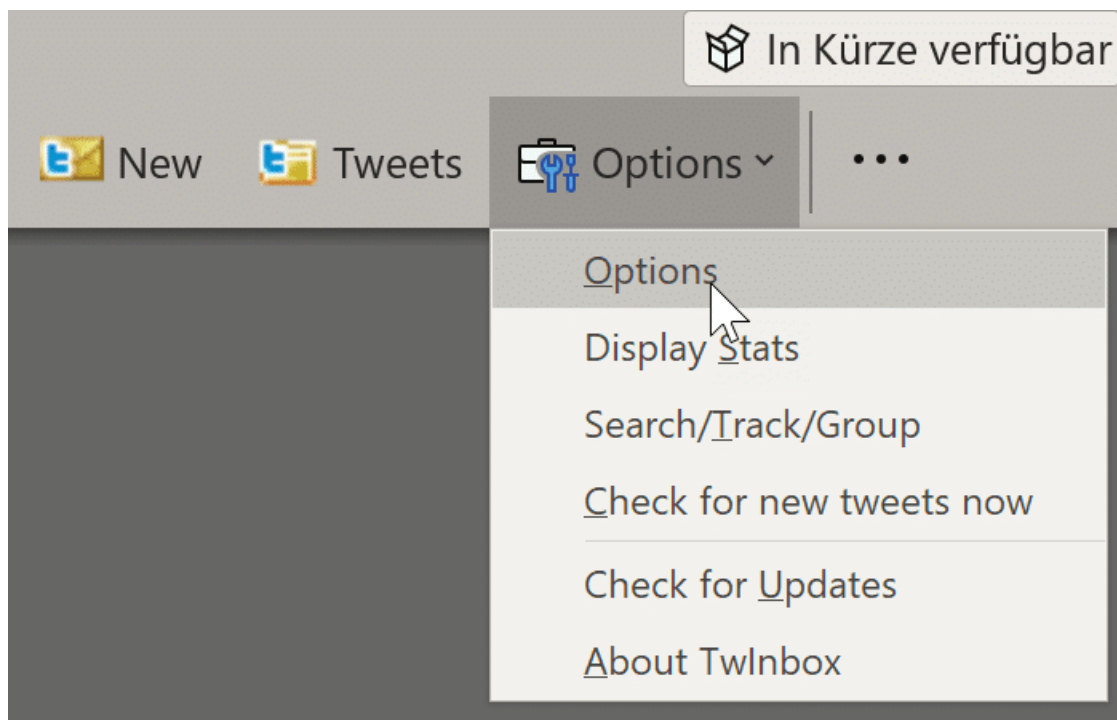 In Kürze verfügbar
New Tweets Options
Options
Display Stats
Search/Track/Group
Check for new tweets now
Check for Updates
About TwInbox